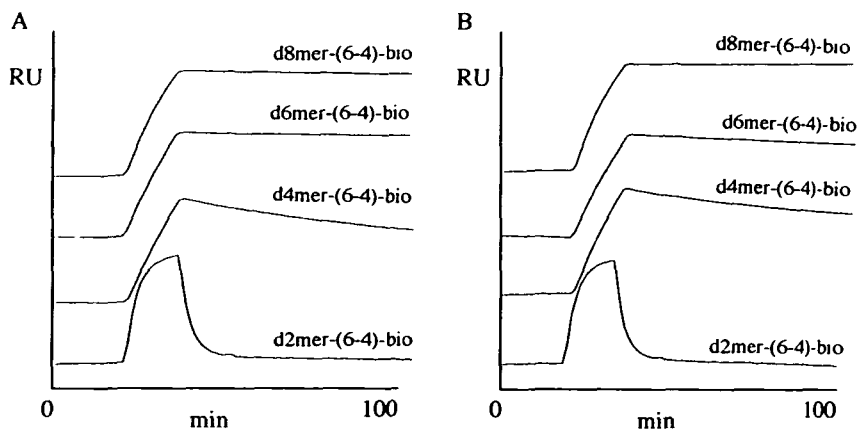 A
RU
d8mer-(6-4)-bio
d6mer-(6-4)-bio
d4mer-(6-4)-bio
d2mer-(6-4)-bio
0
min
100
B
RU
d8mer-(6-4)-bio
d6mer-(6-4)-bio
d4mer-(6-4)-bio
d2mer-(6-4)-bio
0
min
100